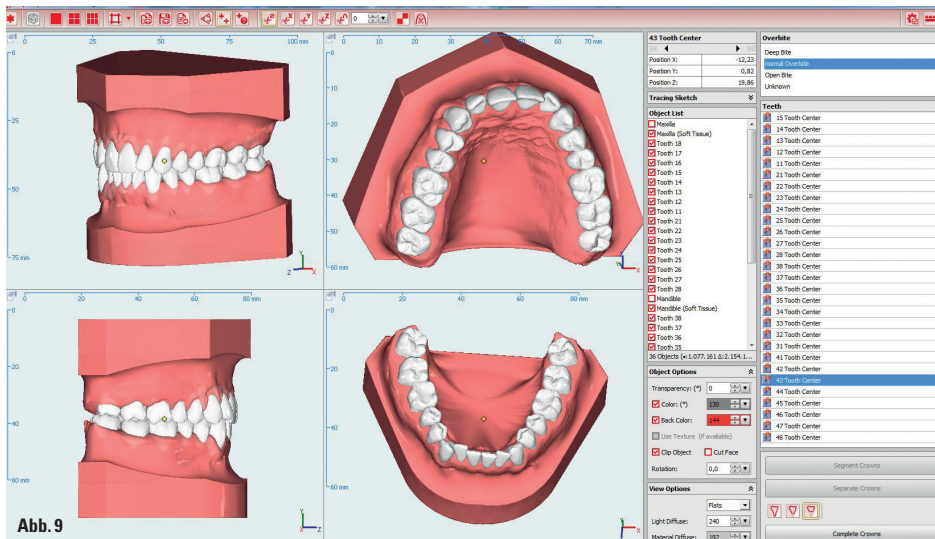 0
0 25 50 75 100 mm
0
25
50
75 mm
Z X
0 20 40 60 70 mm
0
10
20
30
40
50
60 mm
Y X
0 20 40 60 80 mm
0
20
40
60 mm
Y Z
Abb. 9
0 20 40 60 80 mm
0
20
40
60 mm
Y X
43 Tooth Center
Position X: -12,23
Position Y: 0,82
Position Z: 19,86
Tracing Sketch
Object List
Maxilla
Maxilla (Soft Tissue)
Tooth 18
Tooth 17
Tooth 16
Tooth 15
Tooth 14
Tooth 13
Tooth 12
Tooth 11
Tooth 21
Tooth 22
Tooth 23
Tooth 24
Tooth 25
Tooth 26
Tooth 27
Tooth 28
Mandible
Mandible (Soft Tissue)
Tooth 38
Tooth 37
Tooth 36
Tooth 35
36 Objects (•:1.077.161 Δ:2.154.1...
Object Options
Transparency: (*) 0
Color: (*) 130
Back Color: 144
Use Texture (if available)
Clip Object Cut Face
Rotation: 0,0
View Options
Flats
Light Diffuse: 240
Material Diffuse: 192
Overbite
Deep Bite
normal Overbite
Open Bite
Unknown
Teeth
15 Tooth Center
14 Tooth Center
13 Tooth Center
12 Tooth Center
11 Tooth Center
21 Tooth Center
22 Tooth Center
23 Tooth Center
24 Tooth Center
25 Tooth Center
26 Tooth Center
27 Tooth Center
28 Tooth Center
38 Tooth Center
37 Tooth Center
36 Tooth Center
35 Tooth Center
34 Tooth Center
33 Tooth Center
32 Tooth Center
31 Tooth Center
41 Tooth Center
42 Tooth Center
43 Tooth Center
44 Tooth Center
45 Tooth Center
46 Tooth Center
47 Tooth Center
48 Tooth Center
Segment Crowns
Separate Crowns
Complete Crowns